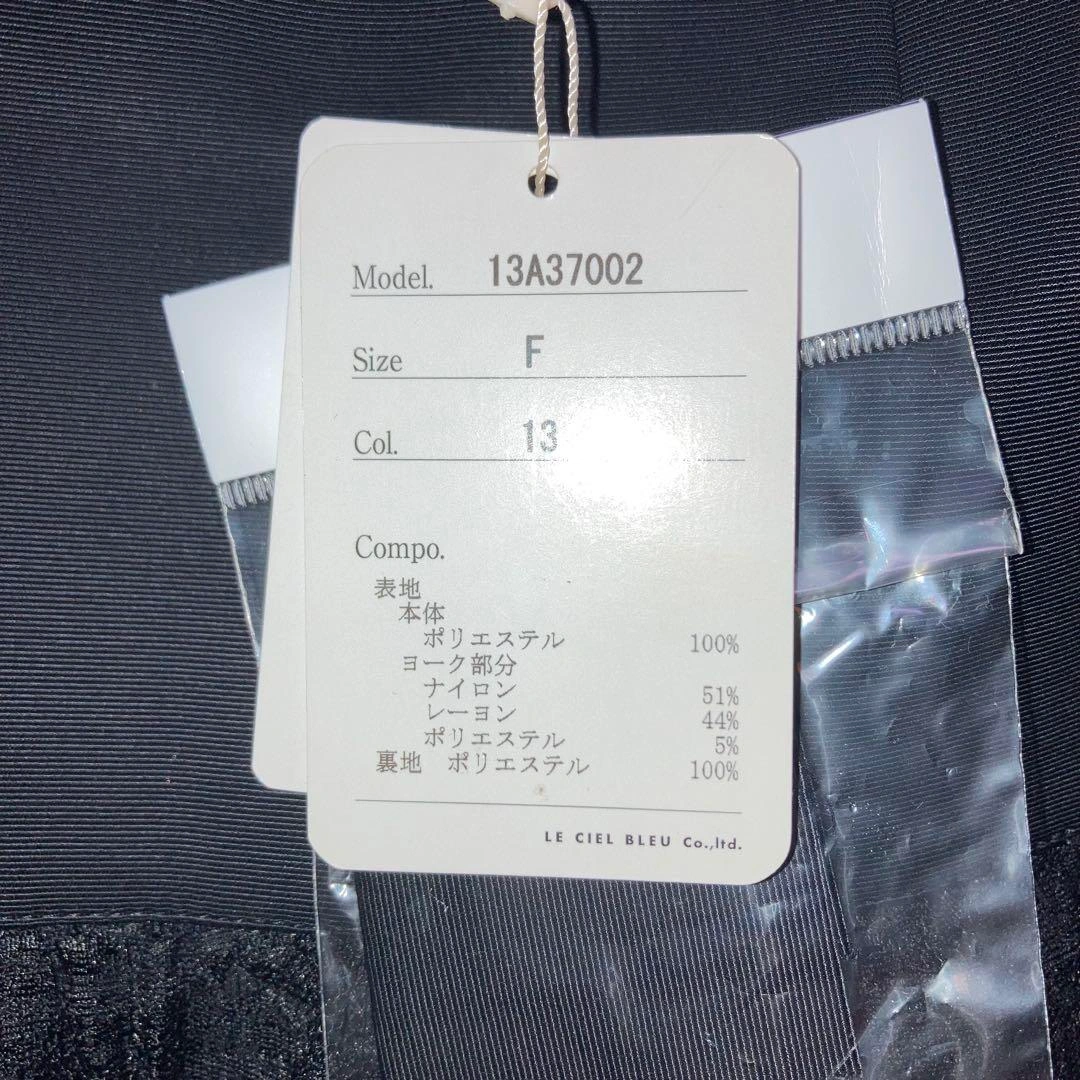 Model. 13A37002
Size F
Col. 13
Compo.
表地
本体
ポリエステル 100%
ヨーク部分
ナイロン 51%
レーヨン 44%
ポリエステル 5%
裏地 ポリエステル 100%
LE CIEL BLEU Co.,ltd.